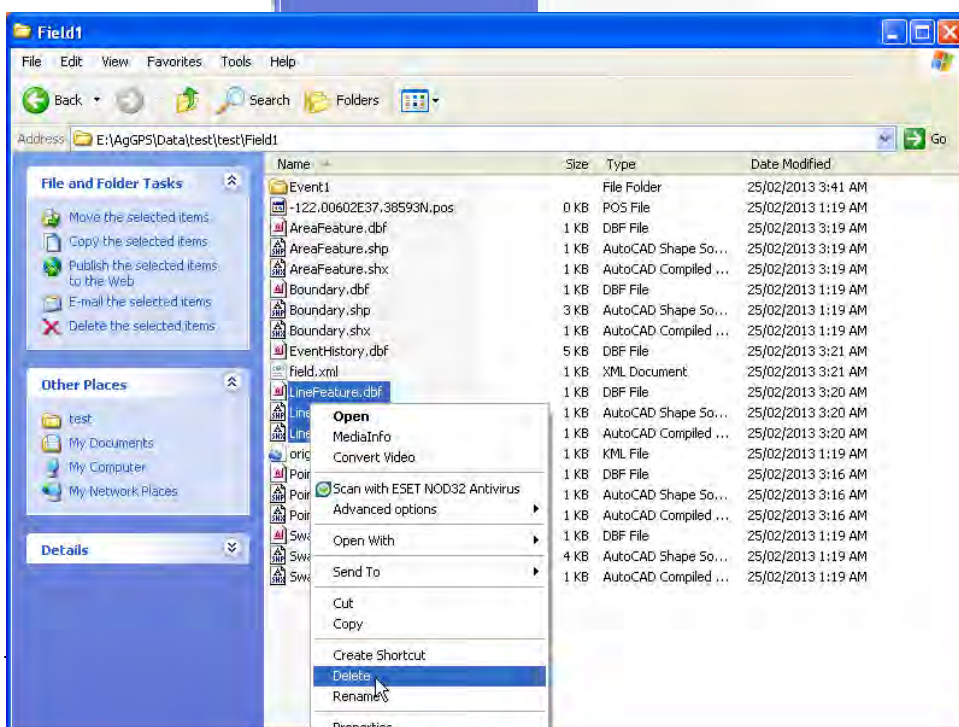 Field1
File Edit View Favorites Tools Help
Back Search Folders
Address E:\AgGPS\Data\test\test\Field1 Go
File and Folder Tasks
Move the selected items
Copy the selected items
Publish the selected items to the Web
E-mail the selected items
Delete the selected items
Other Places
test
My Documents
My Computer
My Network Places
Details
Name Size Type Date Modified
Event1 File Folder 25/02/2013 3:41 AM
-122.00602E37.38593N.pos 0 KB POS File 25/02/2013 1:19 AM
AreaFeature.dbf 1 KB DBF File 25/02/2013 3:19 AM
AreaFeature.shp 1 KB AutoCAD Shape So... 25/02/2013 3:19 AM
AreaFeature.shx 1 KB AutoCAD Compiled ... 25/02/2013 3:19 AM
Boundary.dbf 1 KB DBF File 25/02/2013 1:19 AM
Boundary.shp 3 KB AutoCAD Shape So... 25/02/2013 1:19 AM
Boundary.shx 1 KB AutoCAD Compiled ... 25/02/2013 1:19 AM
EventHistory.dbf 5 KB DBF File 25/02/2013 3:21 AM
field.xml 1 KB XML Document 25/02/2013 3:21 AM
LineFeature.dbf 1 KB DBF File 25/02/2013 3:20 AM
Line 1 KB AutoCAD Shape So... 25/02/2013 3:20 AM
Line 1 KB AutoCAD Compiled ... 25/02/2013 3:20 AM
orig 1 KB KML File 25/02/2013 1:19 AM
Poin 1 KB DBF File 25/02/2013 3:16 AM
Poin 1 KB AutoCAD Shape So... 25/02/2013 3:16 AM
Poin 1 KB AutoCAD Compiled ... 25/02/2013 3:16 AM
Swa 1 KB DBF File 25/02/2013 1:19 AM
Swa 4 KB AutoCAD Shape So... 25/02/2013 1:19 AM
Swa 1 KB AutoCAD Compiled ... 25/02/2013 1:19 AM
Open
MediaInfo
Convert Video
Scan with ESET NOD32 Antivirus
Advanced options
Open With
Send To
Cut
Copy
Create Shortcut
Delete
Rename
Properties